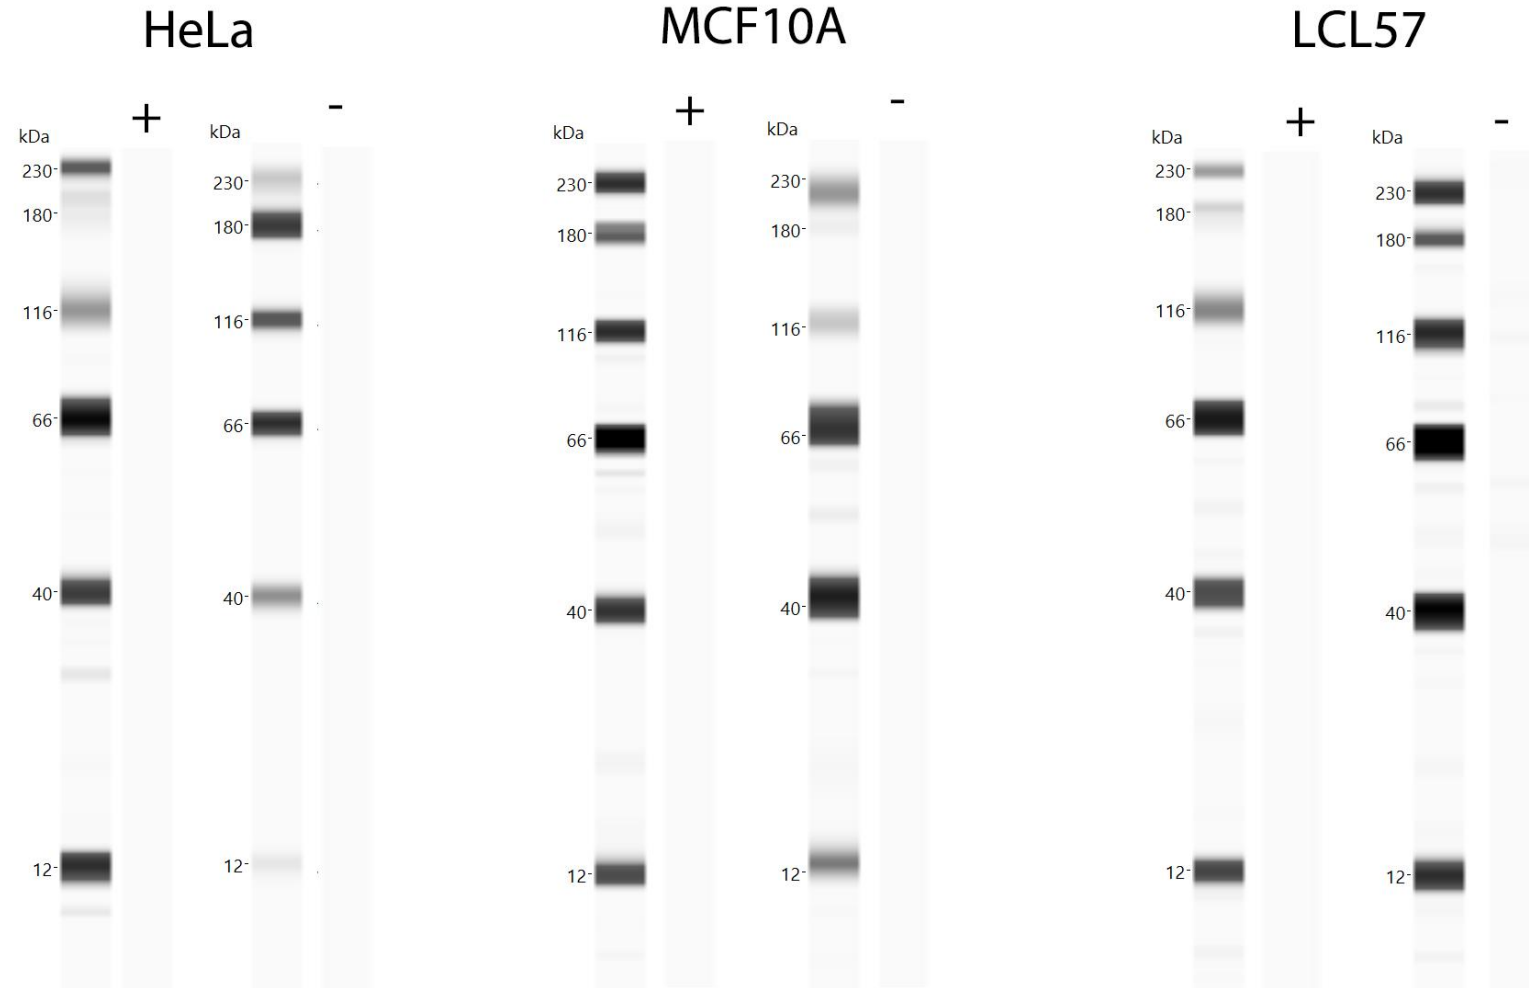 HeLa MCF10A LCL57
+ - + - + -
kDa kDa kDa kDa kDa kDa
230- 230- 230- 230- 230- 230-
180- 180- 180- 180- 180- 180-
116- 116- 116- 116- 116- 116-
66- 66- 66- 66- 66- 66-
40- 40- 40- 40- 40- 40-
12- 12- 12- 12- 12- 12-